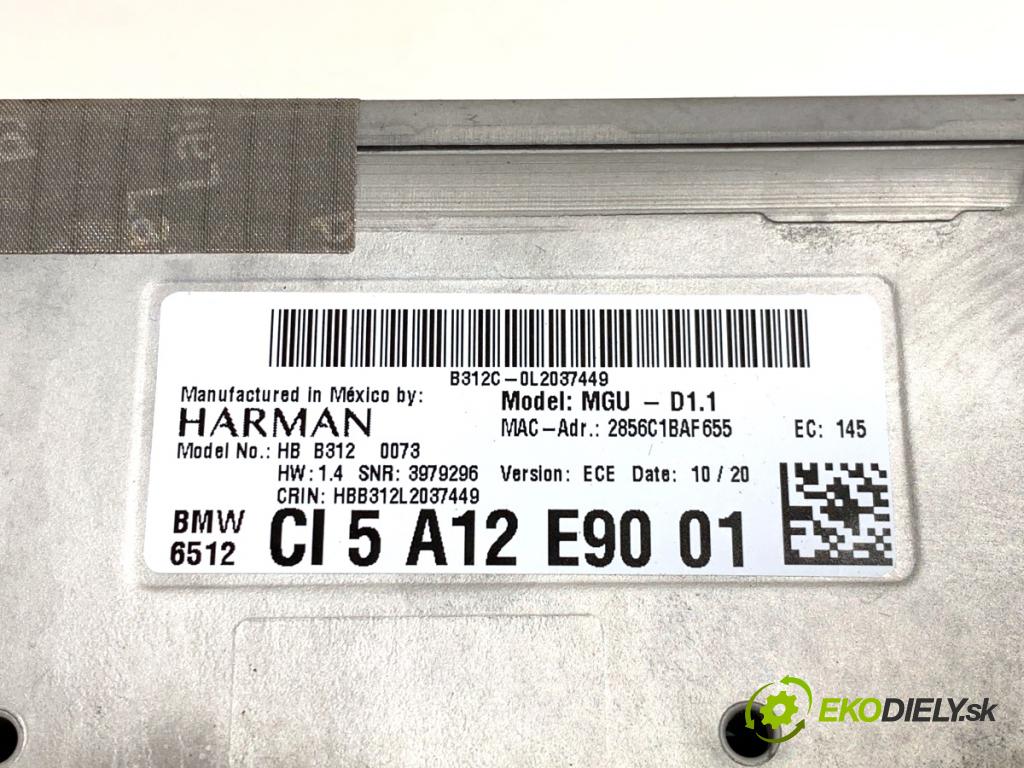 B312C-0L2037449
Manufactured in México by:
HARMAN
Model: MGU - D1.1
MAC-Adr.: 2856C1BAF655 EC: 145
Model No.: HB B312 0073
HW: 1.4 SNR: 3979296 Version: ECE Date: 10/20
CRIN: HBB312L2037449
BMW
6512 CI 5 A12 E90 01
EKODIELY.sk